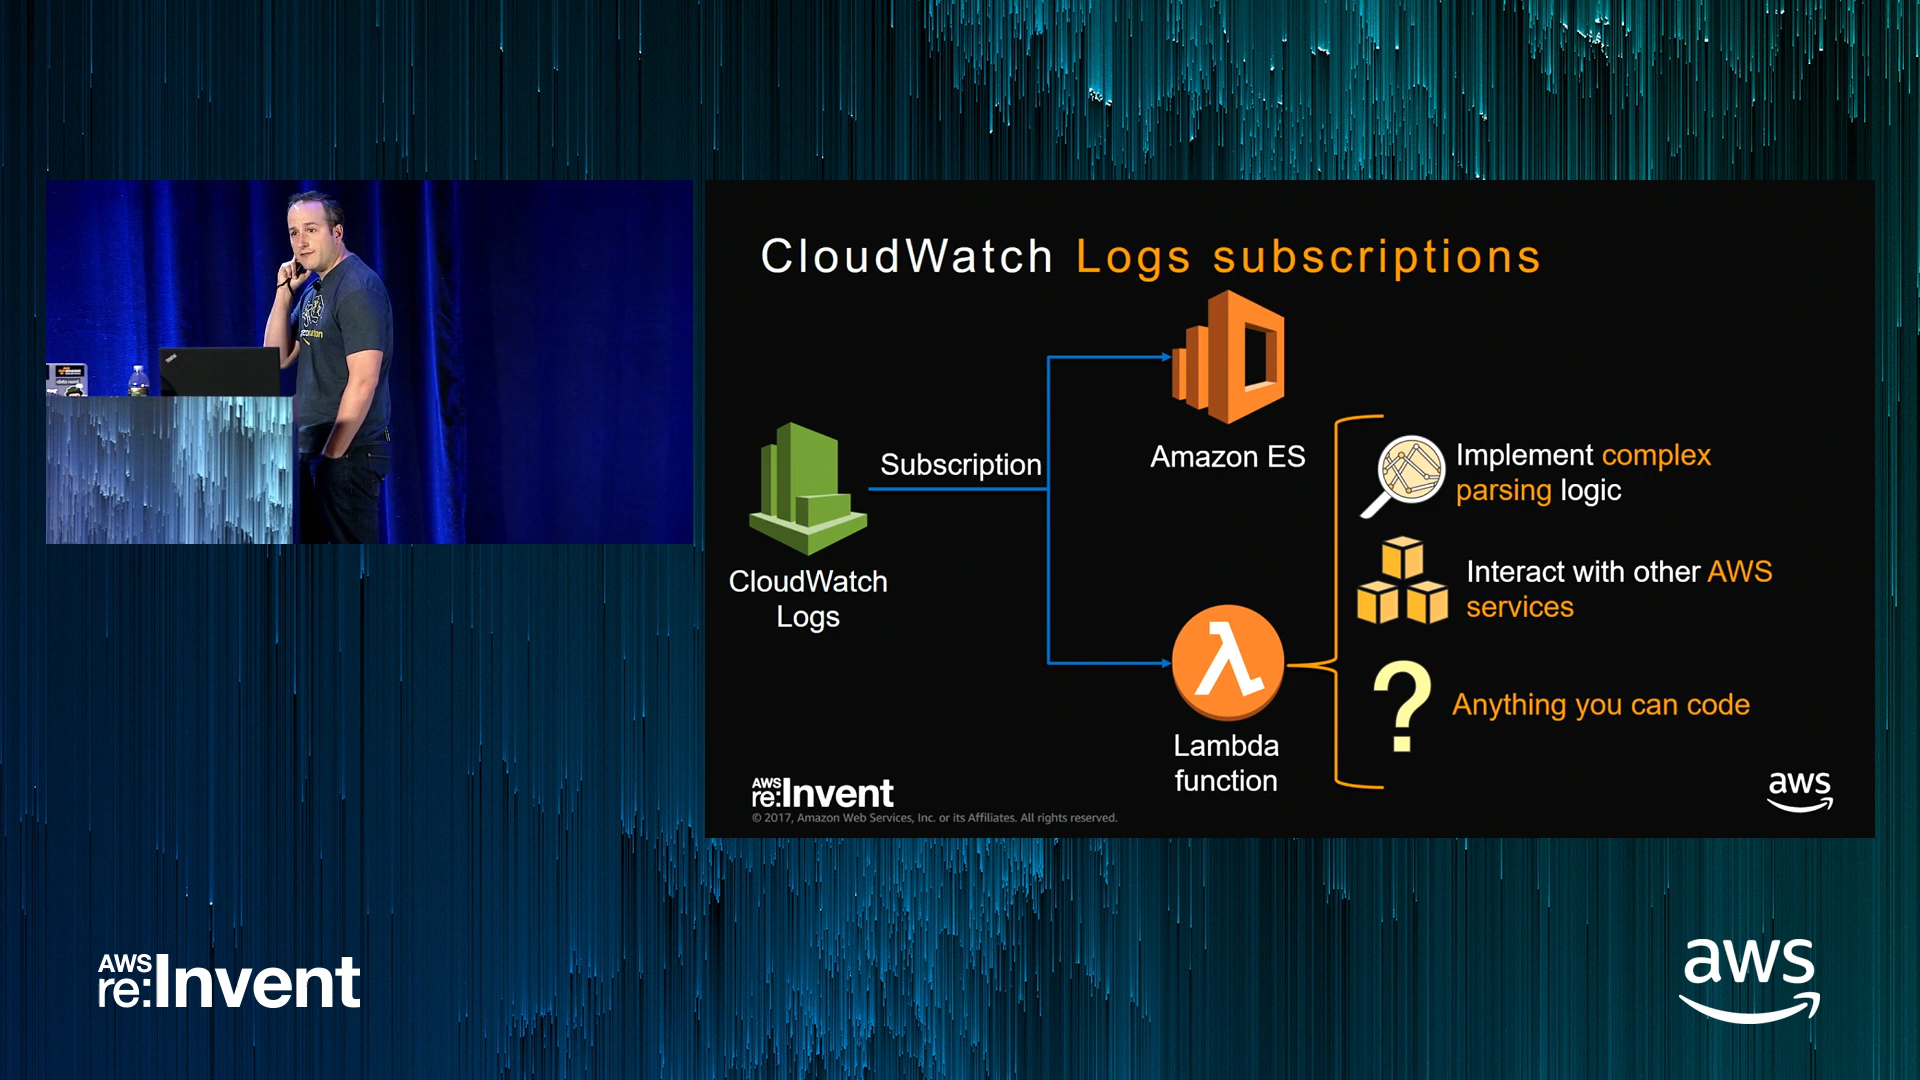 CloudWatch Logs subscriptions
Subscription
Amazon ES
CloudWatch
Logs
Lambda
function
Implement complex
parsing logic
Interact with other AWS
services
?
Anything you can code
AWS
re:Invent
© 2017, Amazon Web Services, Inc. or its Affiliates. All rights reserved.
aws
AWS
re:Invent
aws